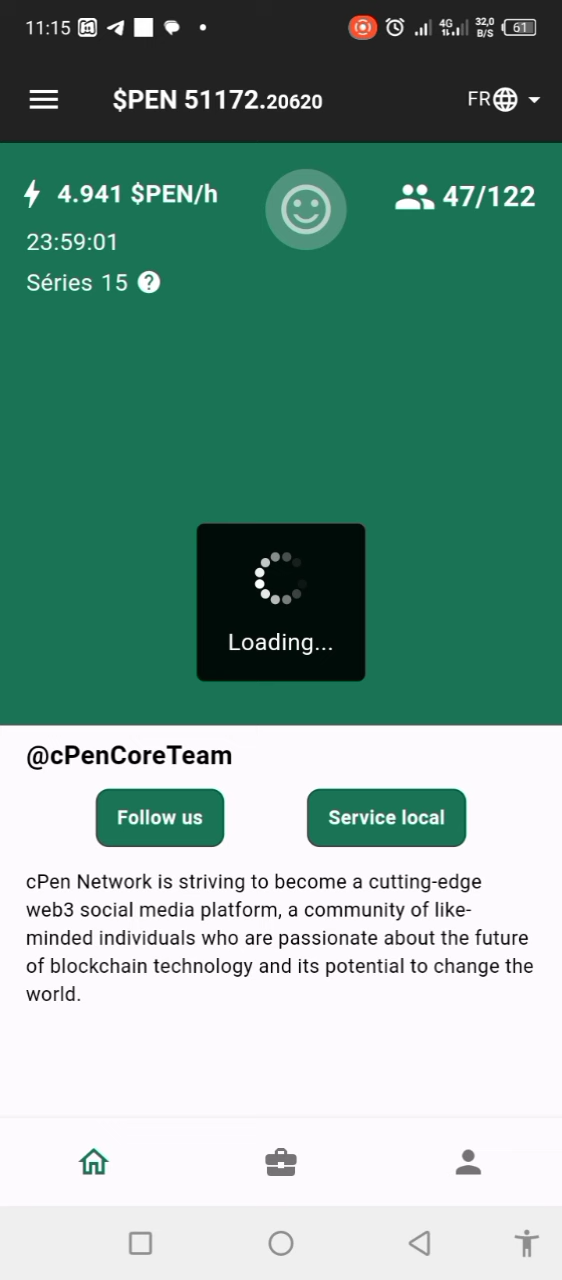 11:15
4G
32,0
B/S
61
$PEN 51172.20620
FR
4.941 $PEN/h
47/122
23:59:01
Séries 15 ?
Loading...
@cPenCoreTeam
Follow us
Service local
cPen Network is striving to become a cutting-edge
web3 social media platform, a community of like-
minded individuals who are passionate about the future
of blockchain technology and its potential to change the
world.